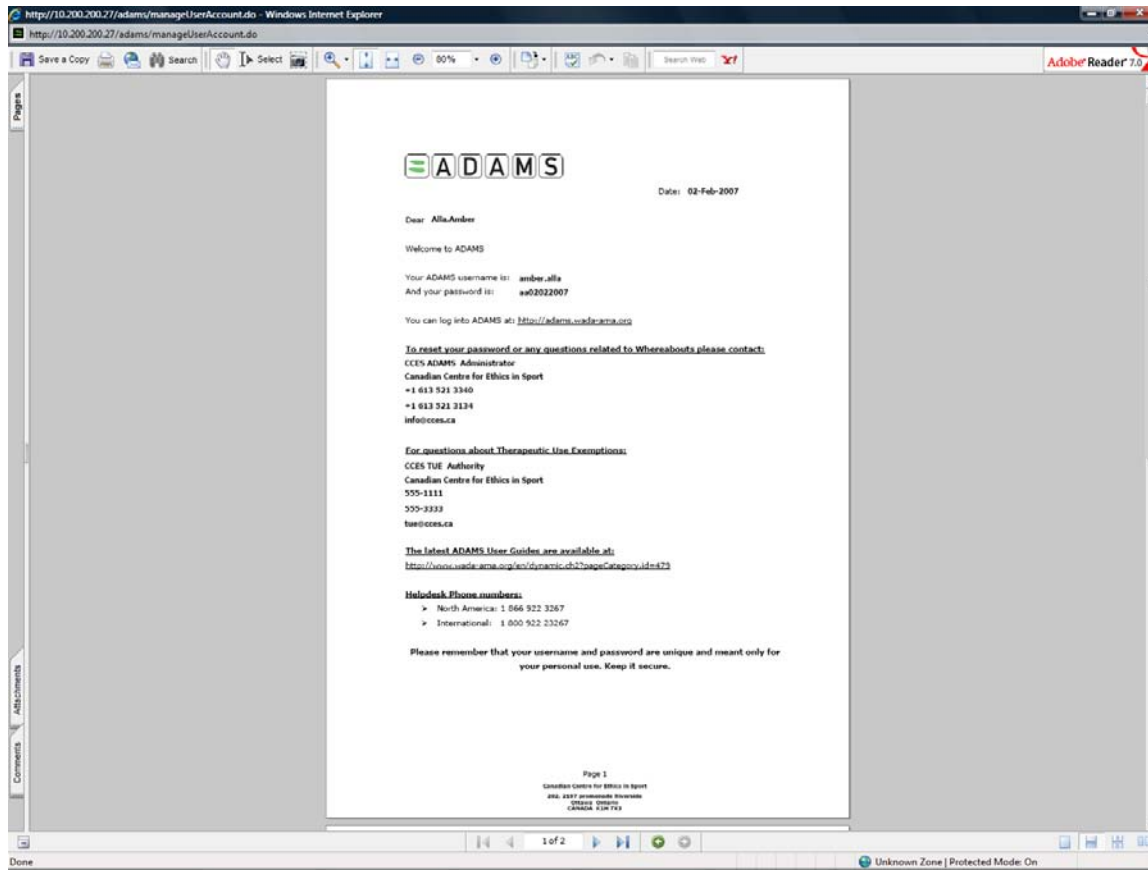 http://10.200.200.27/adams/manageUserAccount.do - Windows Internet Explorer
http://10.200.200.27/adams/manageUserAccount.do
Save a Copy Search Select 80% Search Web Y! Adobe Reader 7.0
Pages
ADAMS
Date: 02-Feb-2007
Dear Alla.Amber
Welcome to ADAMS
Your ADAMS username is: amber.alla
And your password is: aa02022007
You can log into ADAMS at: http://adams.wada-ama.org
To reset your password or any questions related to Whereabouts please contact:
CCES ADAMS Administrator
Canadian Centre for Ethics in Sport
+1 613 521 3340
+1 613 521 3134
info@cces.ca
For questions about Therapeutic Use Exemptions:
CCES TUE Authority
Canadian Centre for Ethics in Sport
555-1111
555-3333
tue@cces.ca
The latest ADAMS User Guides are available at:
http://www.wada-ama.org/en/dynamic.ch2?pageCategory.id=479
Helpdesk Phone numbers:
➢ North America: 1 866 922 3267
➢ International: 1 800 922 23267
Please remember that your username and password are unique and meant only for
your personal use. Keep it secure.
Attachments
Comments
Page 1
Canadian Centre for Ethics in Sport
202, 2197 promenade Riverside
Ottawa Ontario
CANADA K1H 7X3
1 of 2
Done
Unknown Zone | Protected Mode: On